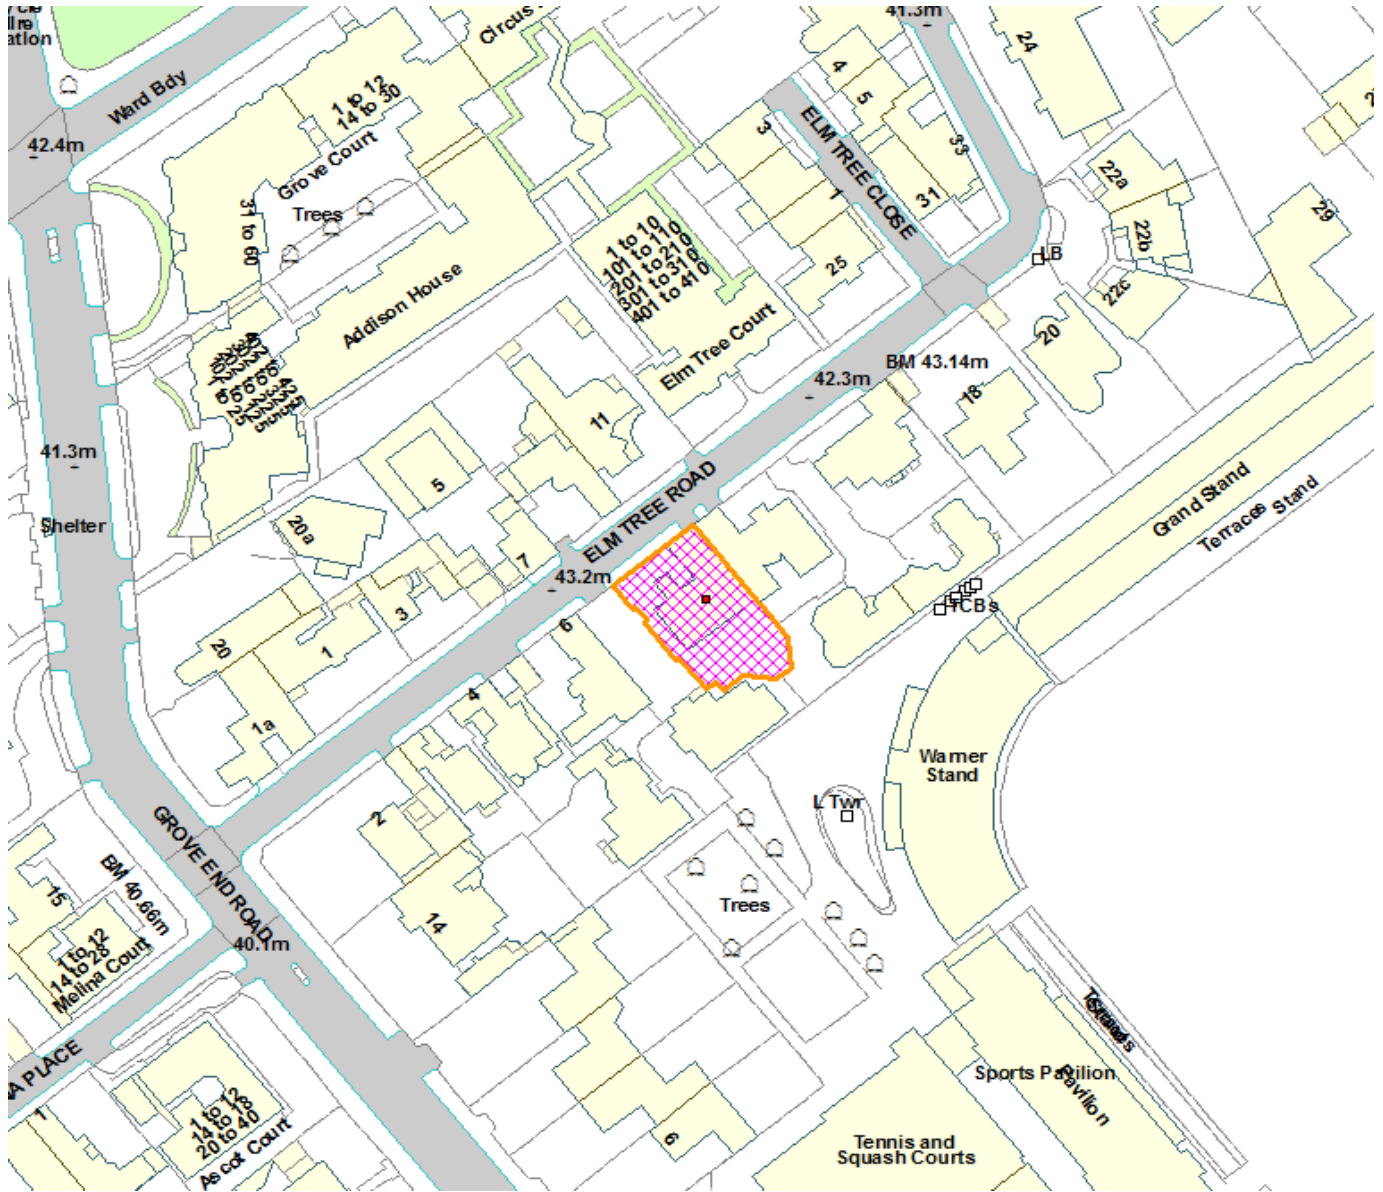 ation
Ward Bdy
42.4m
Circus
1 to 12
14 to 30
Grove Court
Trees
31 to 60
Addison House
41.3m
24
4
5
3
33
31
1
ELM TREE CLOSE
25
1 to 10
101 to 110
201 to 210
301 to 310
401 to 410
Elm Tree Court
22a
22b
22c
LB
29
20
BM 43.14m
42.3m
18
11
5
41.3m
Shelter
20a
7
ELM TREE ROAD
43.2m
3
1
20
1a
6
4
2
14
Grand Stand
Terraces
Stand
TCBs
Warner
Stand
L Twr
Trees
GROVE END ROAD
BM 40.66m
15
1 to 12
14 to 28
Melina Court
40.1m
NA PLACE
1
1 to 12
14 to 18
20 to 40
Ascot Court
6
Sports Pavilion
Pavilion
Tennis and
Squash Courts